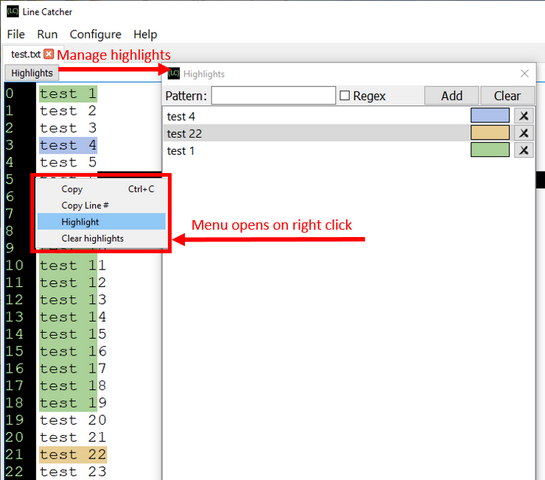 Line Catcher
File Run Configure Help
test.txt Manage highlights
Highlights
Highlights
Pattern: Regex Add Clear
test 4
test 22
test 1
0 test 1
1 test 2
2 test 3
3 test 4
4 test 5
5
6
7
8
9
Copy Ctrl+C
Copy Line #
Highlight
Clear highlights
Menu opens on right click
10 test 11
11 test 12
12 test 13
13 test 14
14 test 15
15 test 16
16 test 17
17 test 18
18 test 19
19 test 20
20 test 21
21 test 22
22 test 23